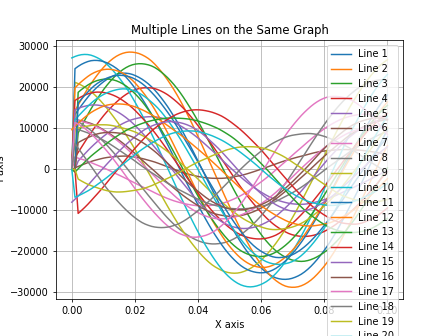 Multiple Lines on the Same Graph
30000
20000
10000
0
−10000
−20000
−30000
0.00
0.02
0.04
0.06
X axis
Line 1
Line 2
Line 3
Line 4
Line 5
Line 6
Line 7
Line 8
Line 9
Line 10
Line 11
Line 12
Line 13
Line 14
Line 15
Line 16
Line 17
Line 18
Line 19
Line 20